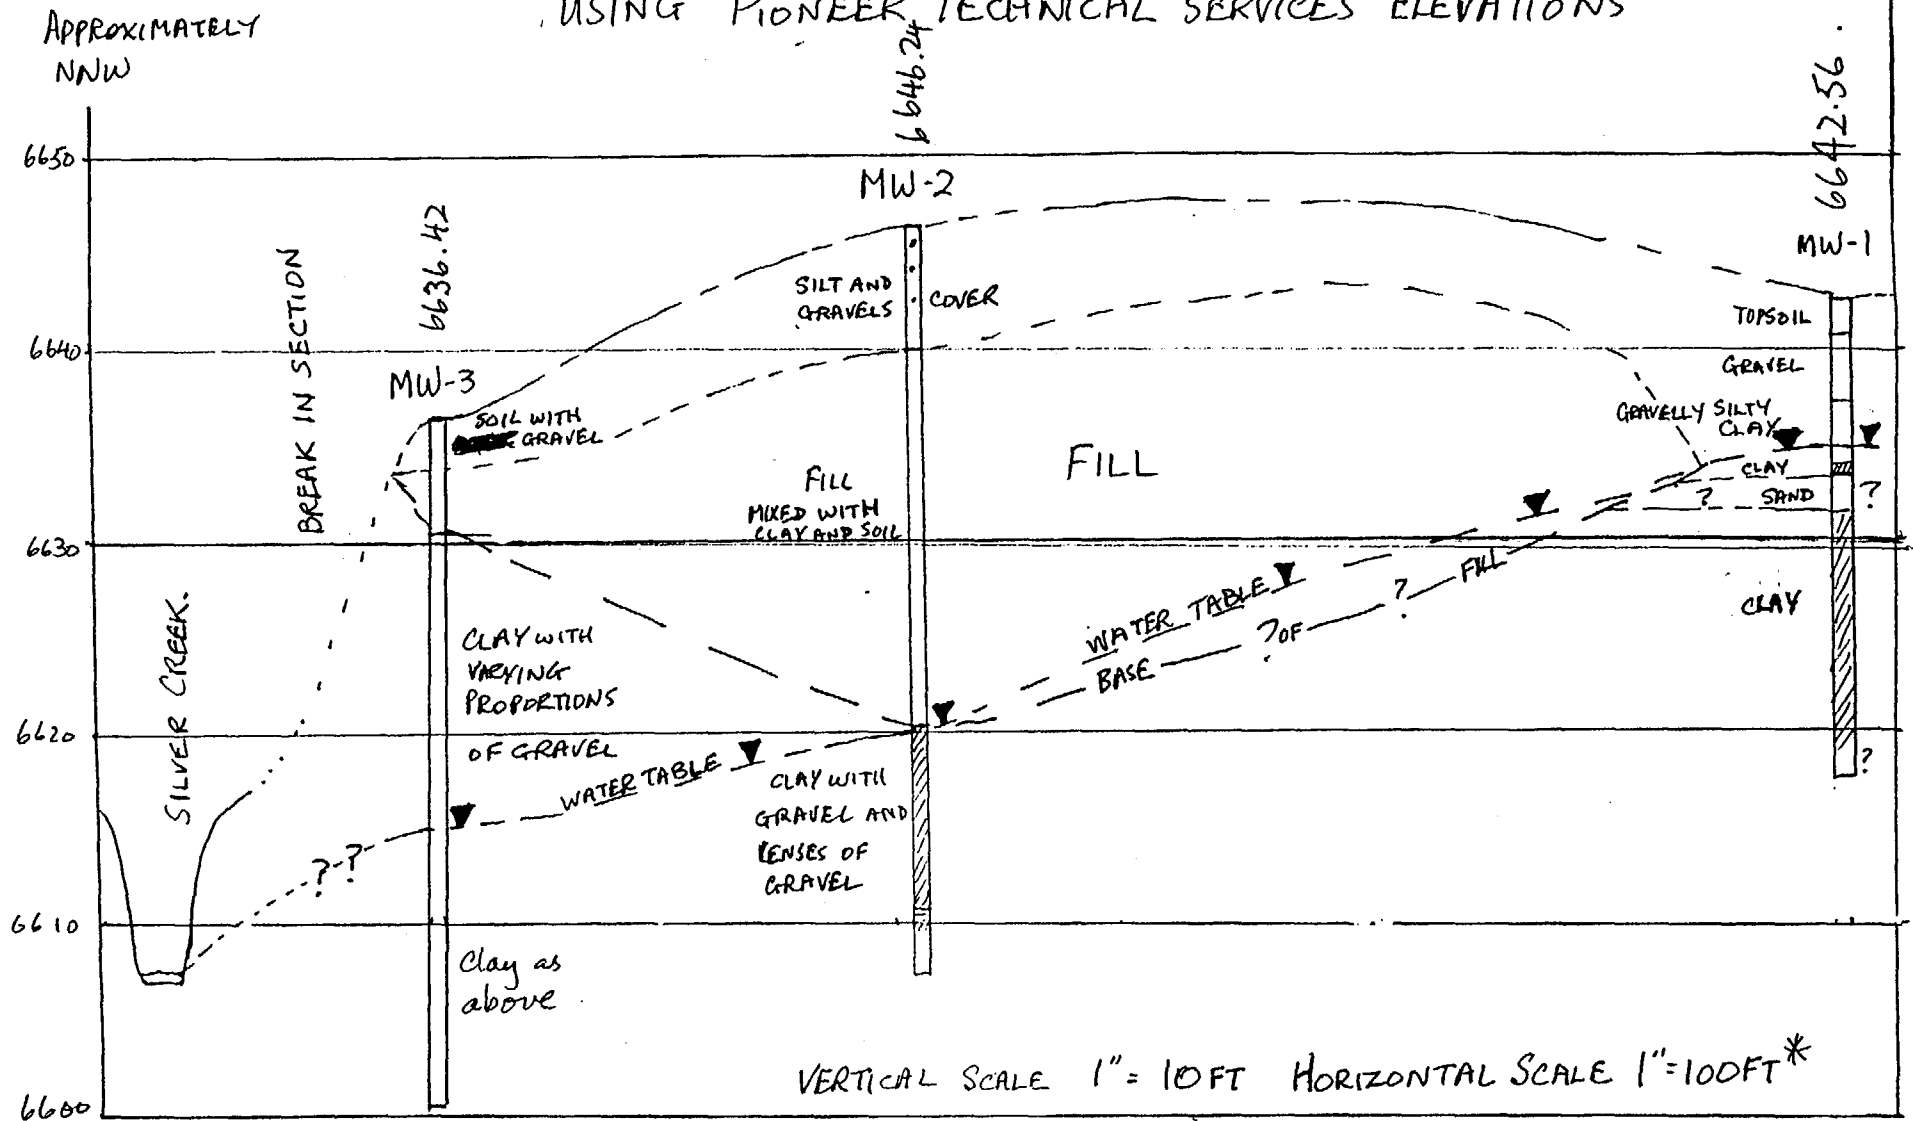 USING PIONEER TECHNICAL SERVICES ELEVATIONS
APPROXIMATELY
NNW
6646.24
6642.56
6650
MW-2
6636.42
MW-1
BREAK IN SECTION
SILT AND
GRAVELS
COVER
TOPSOIL
6640
GRAVEL
MW-3
SOIL WITH
GRAVEL
GRAVELLY SILTY
CLAY
FILL
FILL
MIXED WITH
CLAY AND SOIL
CLAY
? SAND ?
6630
WATER TABLE
BASE ? OF ? FILL
CLAY
SILVER CREEK.
CLAY WITH
VARYING
PROPORTIONS
OF GRAVEL
6620
WATER TABLE
?
CLAY WITH
GRAVEL AND
LENSES OF
GRAVEL
? ?
6610
Clay as
above
VERTICAL SCALE 1"= 10FT HORIZONTAL SCALE 1"=100FT*
6600